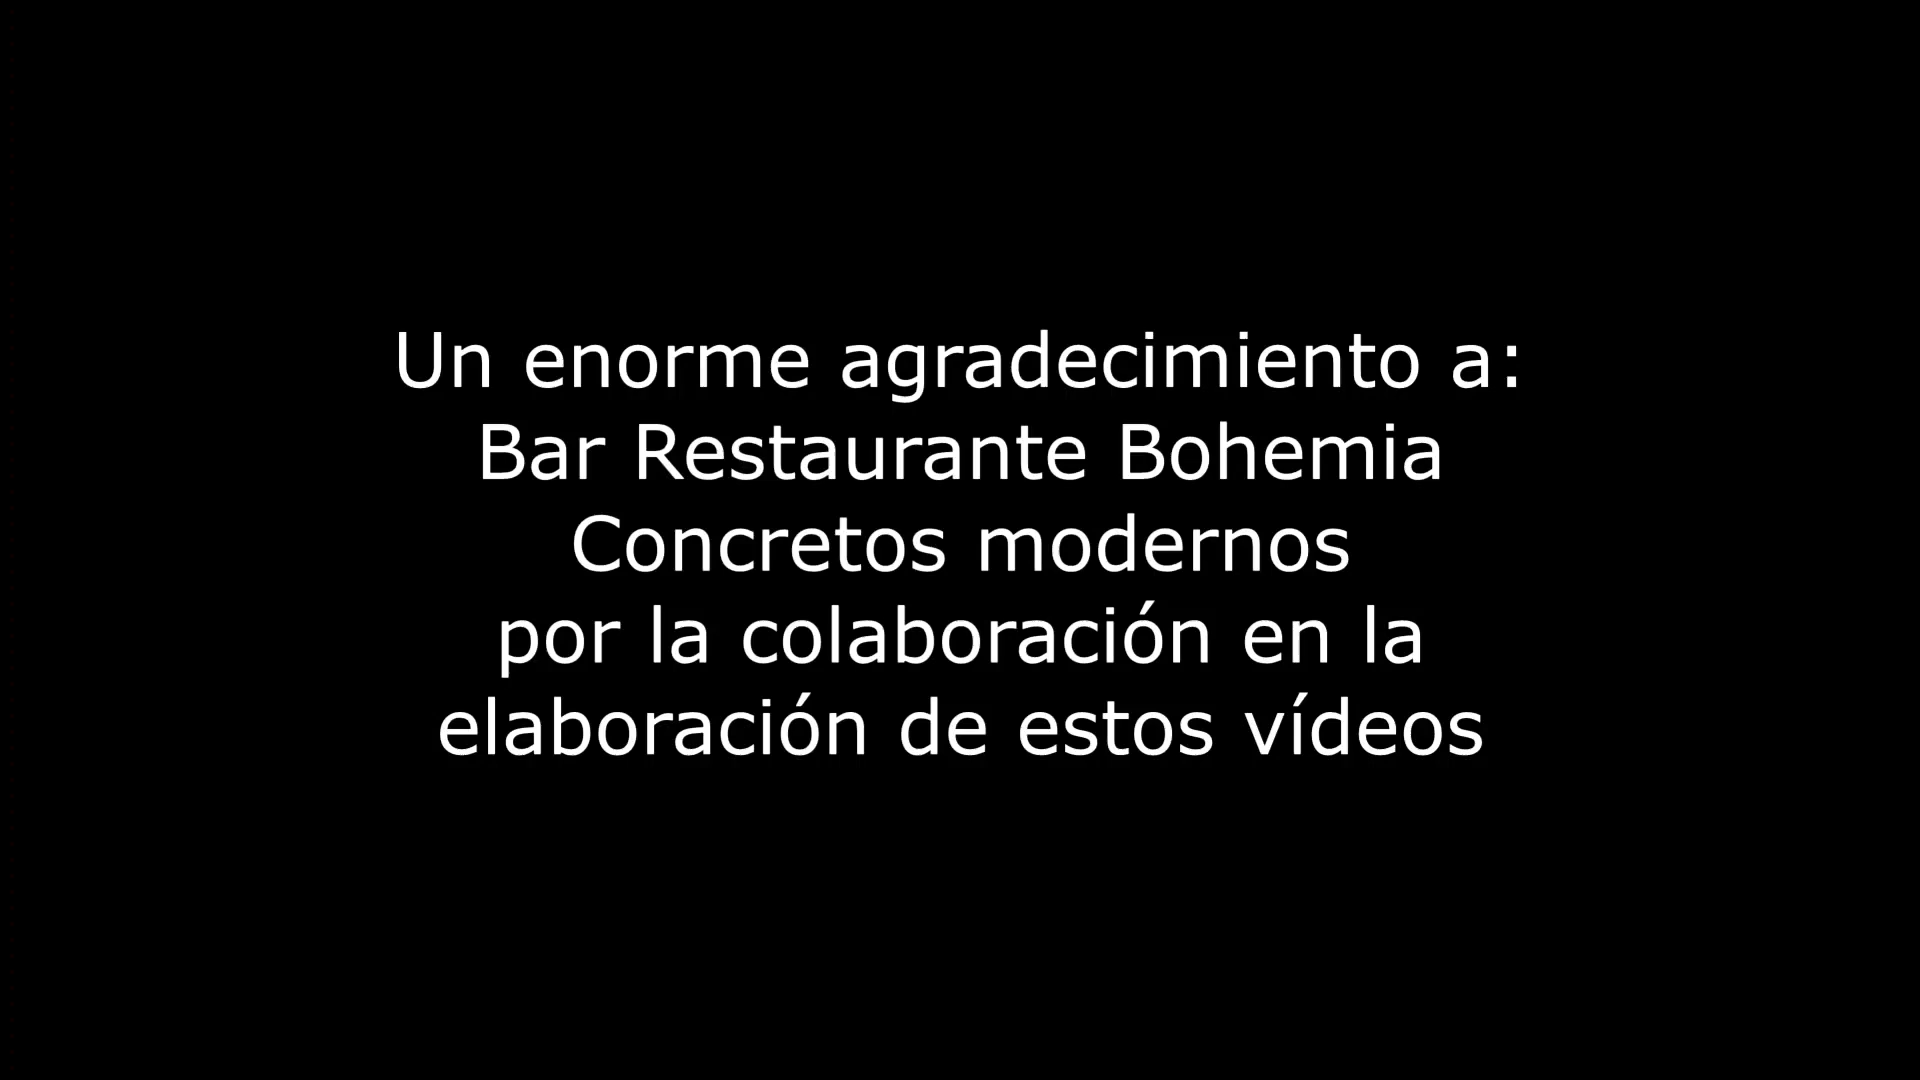 Un enorme agradecimiento a:
Bar Restaurante Bohemia
Concretos modernos
por la colaboración en la
elaboración de estos vídeos